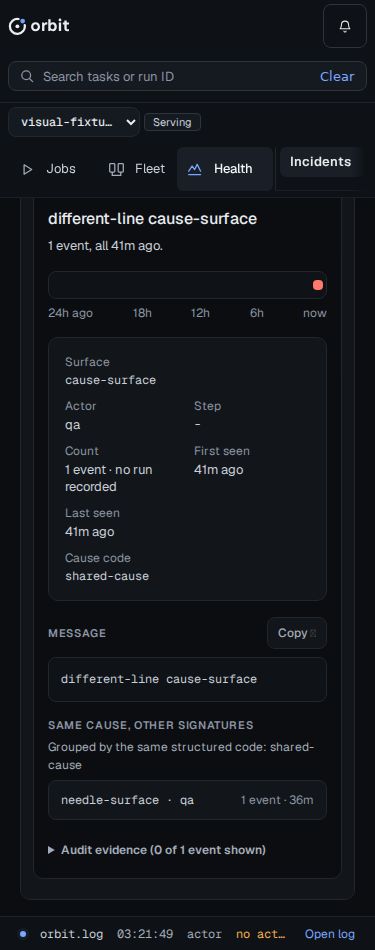 orbit
Search tasks or run ID Clear
visual-fixtu… Serving
Jobs Fleet Health Incidents
different-line cause-surface
1 event, all 41m ago.
24h ago 18h 12h 6h now
Surface
cause-surface
Actor Step
qa -
Count First seen
1 event · no run 41m ago
recorded
Last seen
41m ago
Cause code
shared-cause
MESSAGE Copy
different-line cause-surface
SAME CAUSE, OTHER SIGNATURES
Grouped by the same structured code: shared-
cause
needle-surface · qa 1 event · 36m
Audit evidence (0 of 1 event shown)
orbit.log 03:21:49 actor no act… Open log